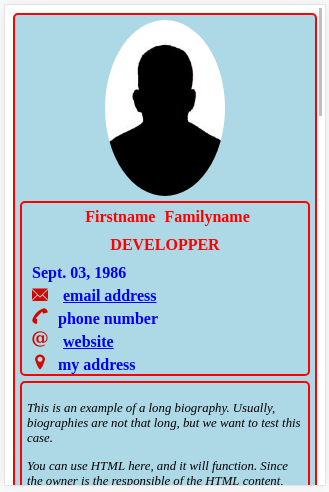 Firstname Familyname
DEVELOPPER
Sept. 03, 1986
email address
phone number
@ website
my address
This is an example of a long biography. Usually,
biographies are not that long, but we want to test this
case.
You can use HTML here, and it will function. Since
the owner is responsible of the HTML content,